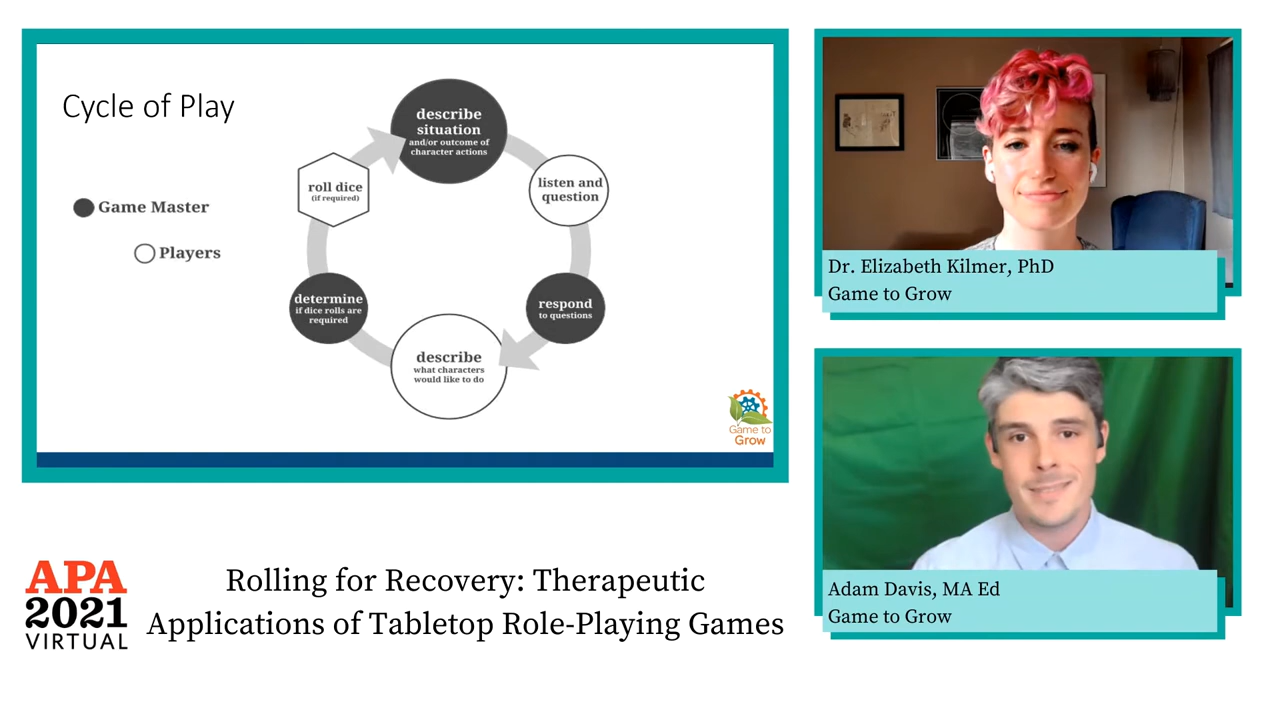 Cycle of Play
Game Master
Players
describe
situation
and/or outcome of
character actions
listen and
question
respond
to questions
describe
what characters
would like to do
determine
if dice rolls are
required
roll dice
(if required)
Game to
Grow
Dr. Elizabeth Kilmer, PhD
Game to Grow
Adam Davis, MA Ed
Game to Grow
APA
2021
VIRTUAL
Rolling for Recovery: Therapeutic
Applications of Tabletop Role-Playing Games